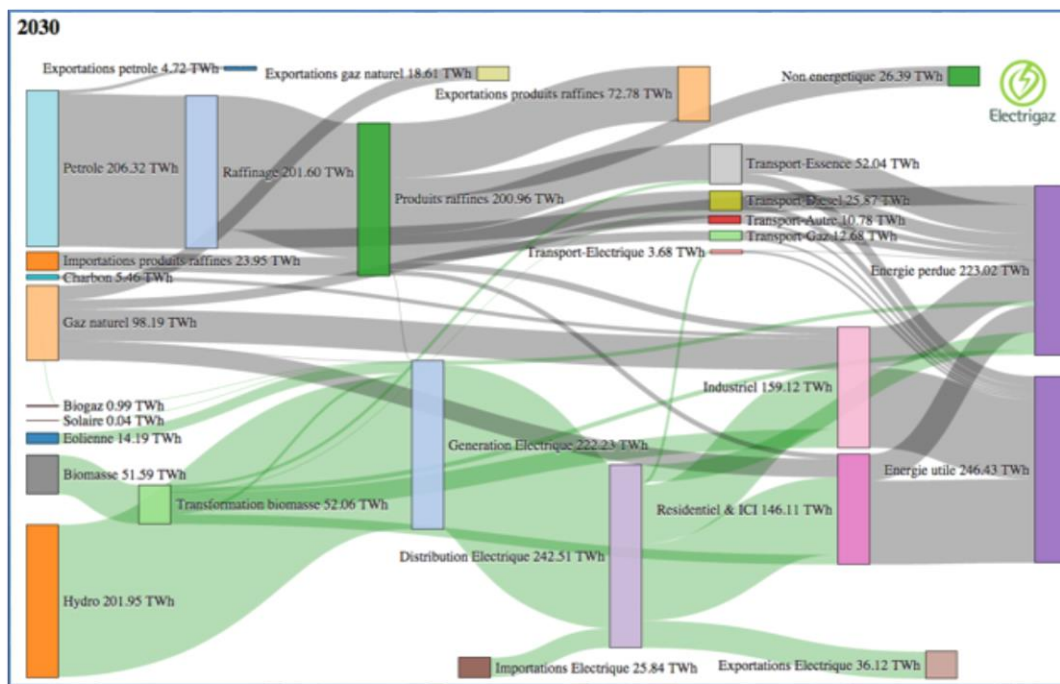 2030
Exportations petrole 4.72 TWh
Exportations gaz naturel 18.61 TWh
Exportations produits raffines 72.78 TWh
Non energetique 26.39 TWh
Electrigaz
Petrole 206.32 TWh
Raffinage 201.60 TWh
Produits raffines 200.96 TWh
Transport-Essence 52.04 TWh
Transport-Diesel 25.87 TWh
Transport-Autre 10.78 TWh
Transport-Gaz 12.68 TWh
Transport-Electrique 3.68 TWh
Importations produits raffines 23.95 TWh
Charbon 5.46 TWh
Energie perdue 223.02 TWh
Gaz naturel 98.19 TWh
Industriel 159.12 TWh
Biogaz 0.99 TWh
Solaire 0.04 TWh
Eolienne 14.19 TWh
Generation Electrique 222.23 TWh
Biomasse 51.59 TWh
Energie utile 246.43 TWh
Transformation biomasse 52.06 TWh
Residentiel & ICI 146.11 TWh
Distribution Electrique 242.51 TWh
Hydro 201.95 TWh
Importations Electrique 25.84 TWh
Exportations Electrique 36.12 TWh